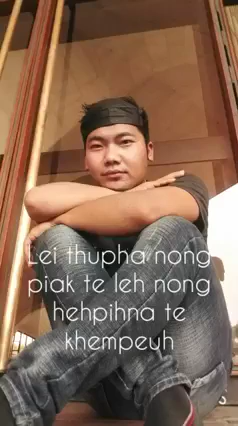 Lei thupha nong
piak te leh nong
hehpihna te
khempeuh